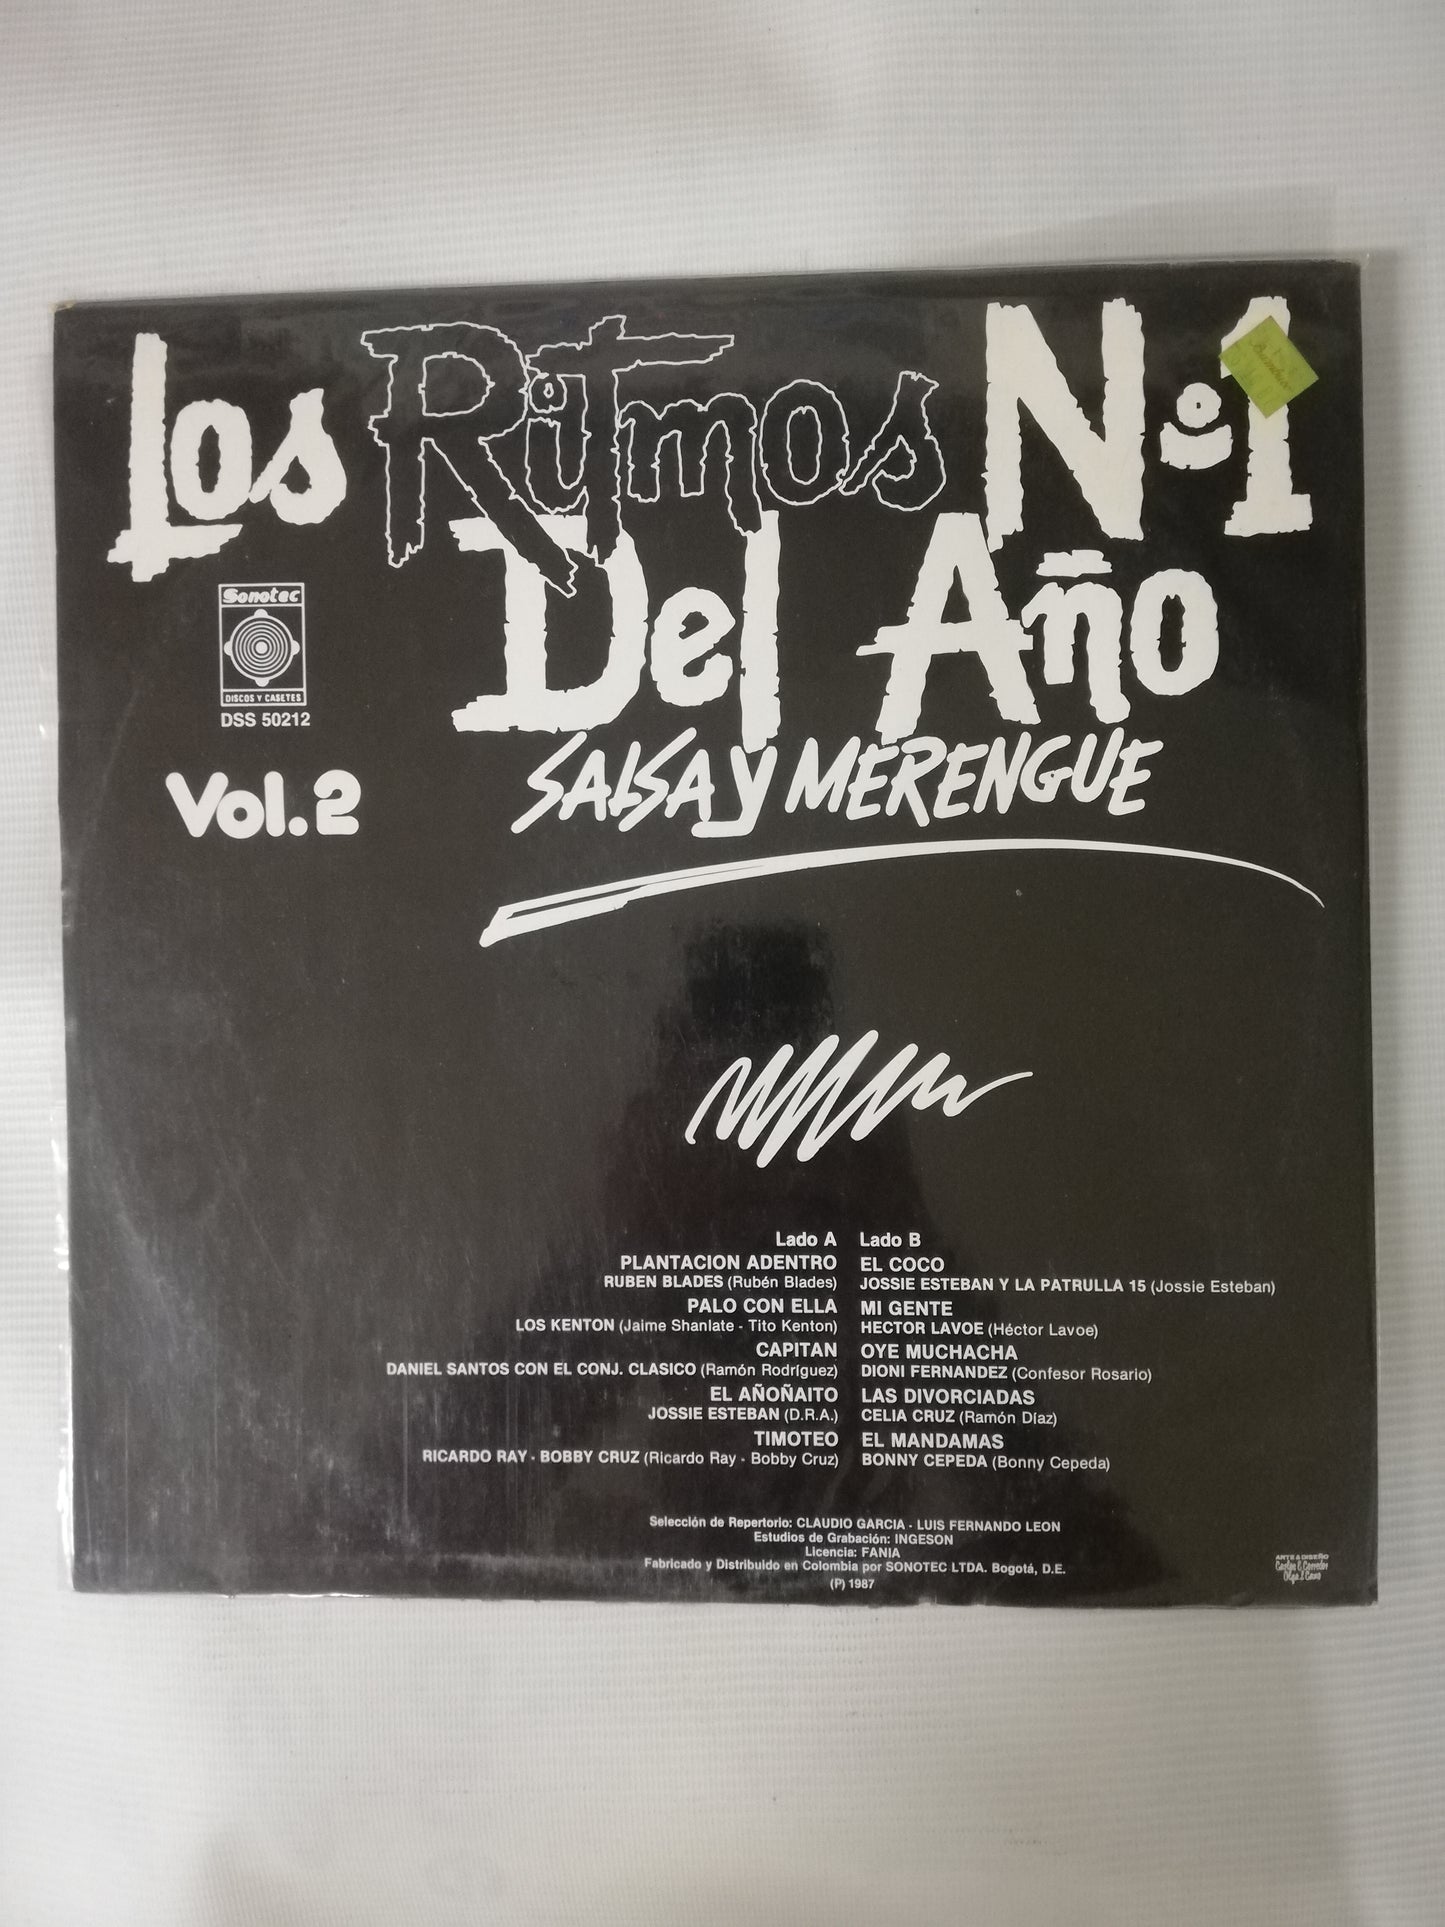 Los Ritmos Nº1
Del Año
SALSA Y MERENGUE
Sonotec
DISCOS Y CASETES
DSS 50212
Vol.2
Lado A
PLANTACION ADENTRO
RUBEN BLADES (Rubén Blades)
PALO CON ELLA
LOS KENTON (Jaime Shanlate - Tito Kenton)
CAPITAN
DANIEL SANTOS CON EL CONJ. CLASICO (Ramón Rodríguez)
EL AÑOÑAITO
JOSSIE ESTEBAN (D.R.A.)
TIMOTEO
RICARDO RAY - BOBBY CRUZ (Ricardo Ray - Bobby Cruz)
Lado B
EL COCO
JOSSIE ESTEBAN Y LA PATRULLA 15 (Jossie Esteban)
MI GENTE
HECTOR LAVOE (Héctor Lavoe)
OYE MUCHACHA
DIONI FERNANDEZ (Confesor Rosario)
LAS DIVORCIADAS
CELIA CRUZ (Ramón Díaz)
EL MANDAMAS
BONNY CEPEDA (Bonny Cepeda)
Selección de Repertorio: CLAUDIO GARCIA - LUIS FERNANDO LEON
Estudios de Grabación: INGESON
Licencia: FANIA
Fabricado y Distribuido en Colombia por SONOTEC LTDA. Bogotá, D.E.
(P) 1987
ARTE & DISEÑO